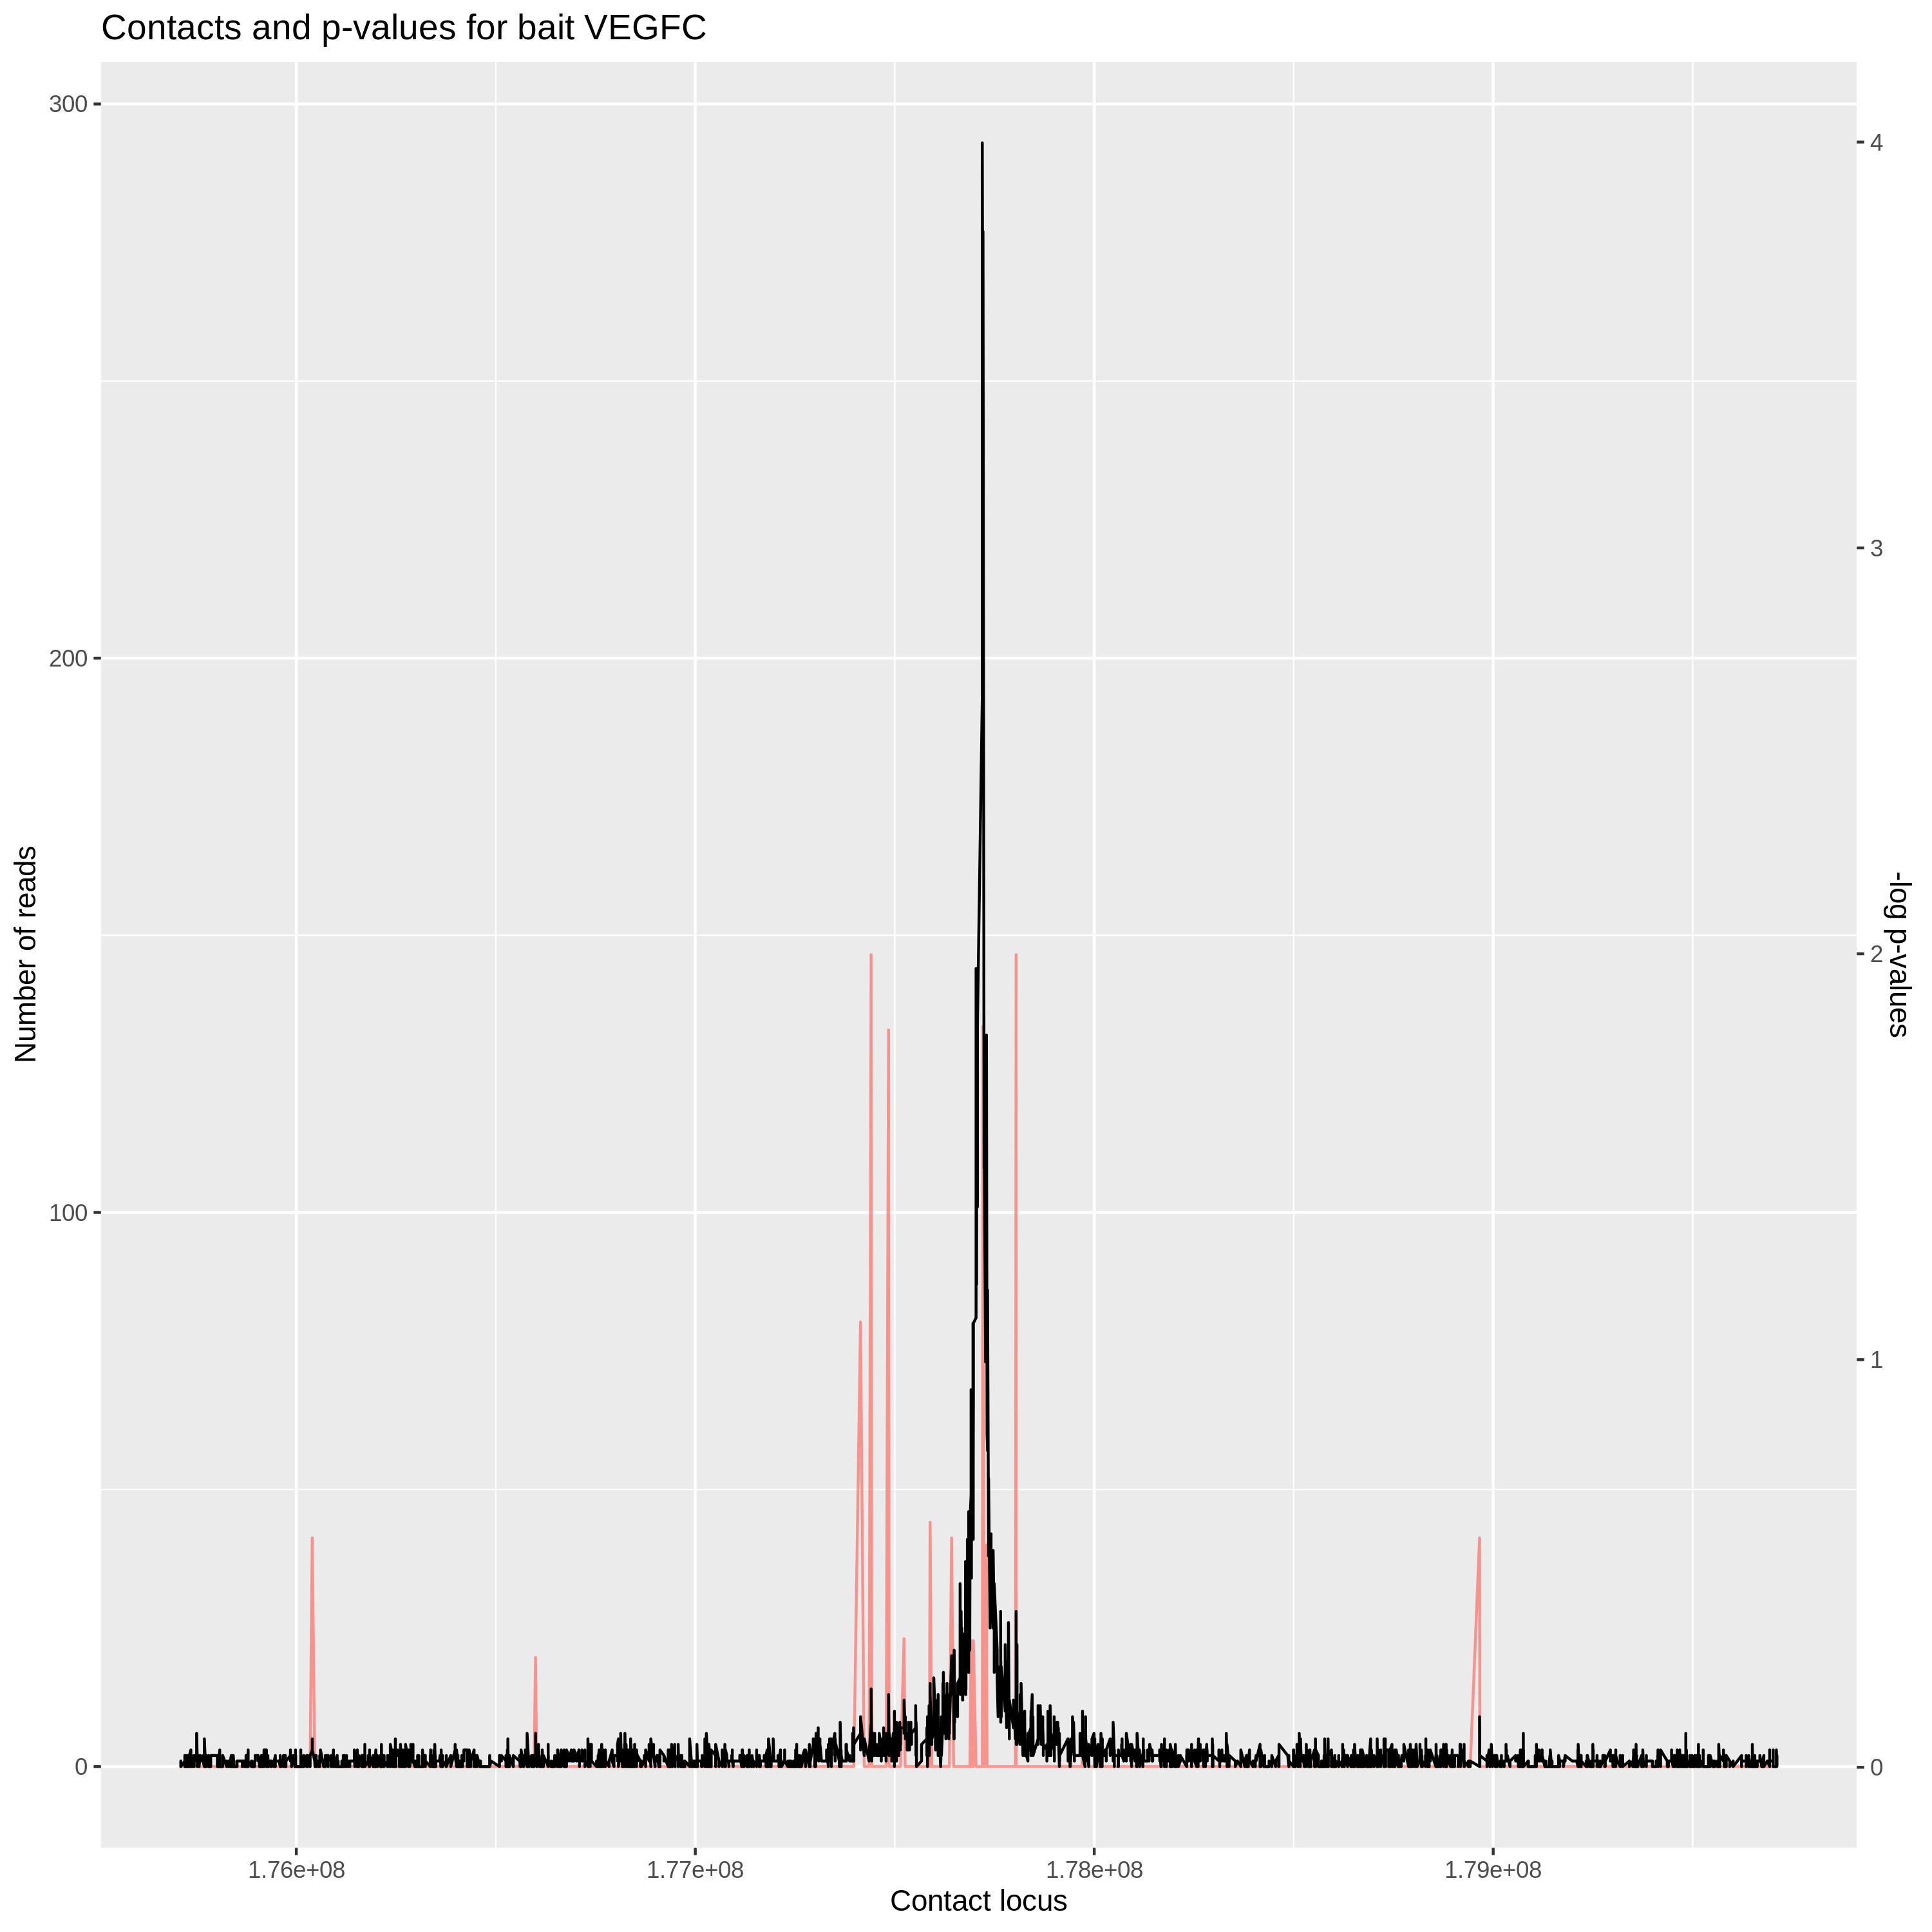 Contacts and p-values for bait VEGFC
300
200
100
0
Number of reads
4
3
2
1
0
-log p-values
1.76e+08
1.77e+08
1.78e+08
1.79e+08
Contact locus